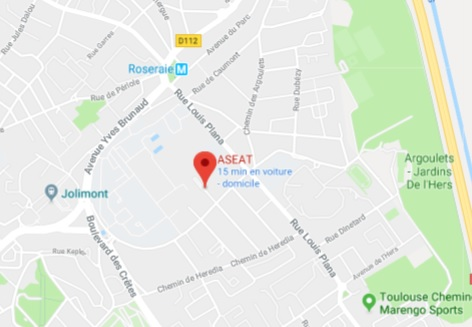 Rue Jules Dalou
Rue Garras
D112
Avenue du Parc
Roseraie M
Rue de Caumont
Rue de Périole
Chemin des Argoulets
Rue Dubézy
Avenue Yves Brunaud
Rue Louis Plana
ASEAT
15 min en voiture
- domicile
Argoulets
- Jardins
De l'Hers
Jolimont
Boulevard des Crêtes
Rue Louis Plana
Rue Dinetard
Chemin de Heredia
Rue Kepler
Chemin de Heredia
Avenue de l'Hers
Toulouse Chemin
Marengo Sports